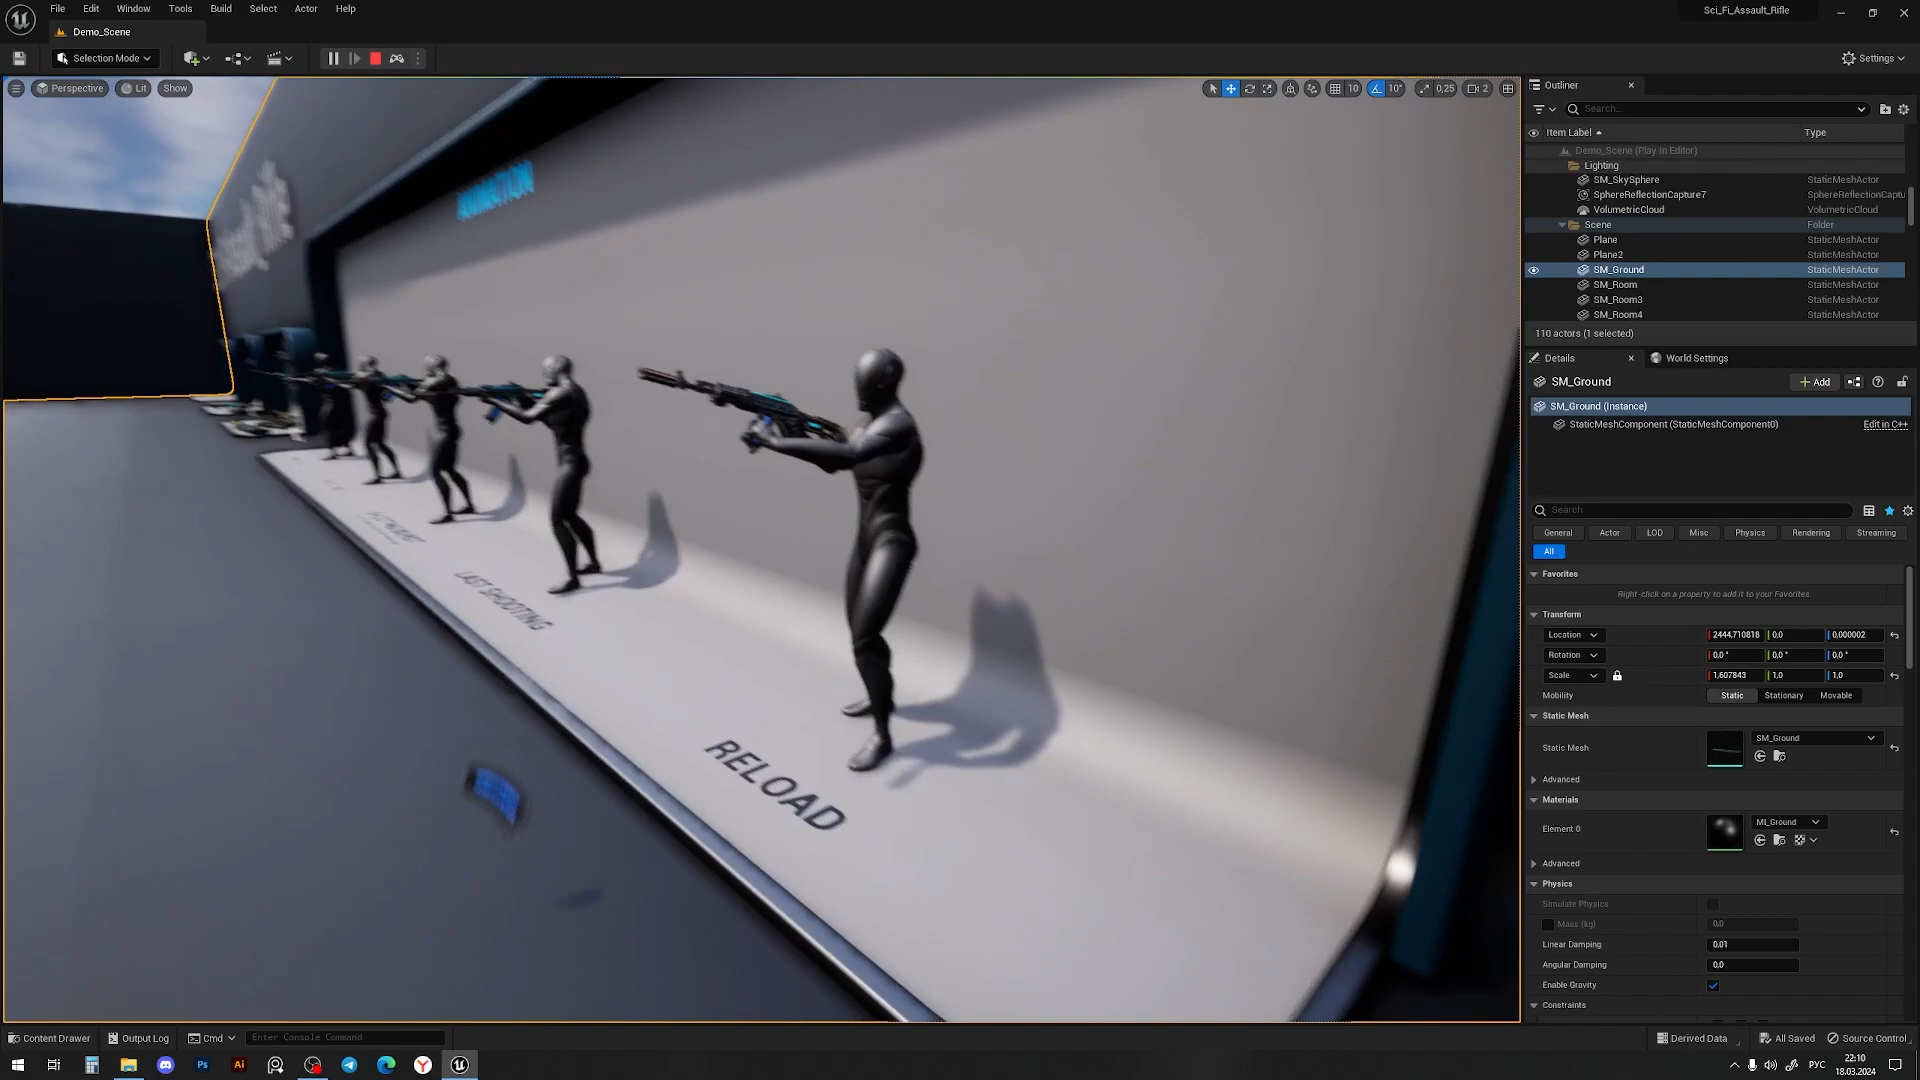 File Edit Window Tools Build Select Actor Help
Sci_Fi_Assault_Rifle
Demo_Scene
Selection Mode
Settings
Perspective Lit Show
10 10° 0,25 2
Outliner
Search...
Item Label Type
Demo_Scene (Play In Editor)
Lighting
SM_SkySphere StaticMeshActor
SphereReflectionCapture7 SphereReflectionCaptu
VolumetricCloud VolumetricCloud
Scene Folder
Plane StaticMeshActor
Plane2 StaticMeshActor
SM_Ground StaticMeshActor
SM_Room StaticMeshActor
SM_Room3 StaticMeshActor
SM_Room4 StaticMeshActor
110 actors (1 selected)
Details World Settings
SM_Ground
Add
SM_Ground (Instance)
StaticMeshComponent (StaticMeshComponent0) Edit in C++
Search
General Actor LOD Misc Physics Rendering Streaming
All
Favorites
Right-click on a property to add it to your Favorites.
Transform
Location 2444,710818 0,0 0,000002
Rotation 0,0 ° 0,0 ° 0,0 °
Scale 1,607843 1,0 1,0
Mobility Static Stationary Movable
Static Mesh
Static Mesh SM_Ground
Advanced
Materials
Element 0 MI_Ground
Advanced
Physics
Simulate Physics
Mass (kg) 0,0
Linear Damping 0,01
Angular Damping 0,0
Enable Gravity
Constraints
LAST SHOOTING
RELOAD
Content Drawer Output Log Cmd Enter Console Command
Derived Data All Saved Source Control
Ps Ai
РУС
22:10
18.03.2024